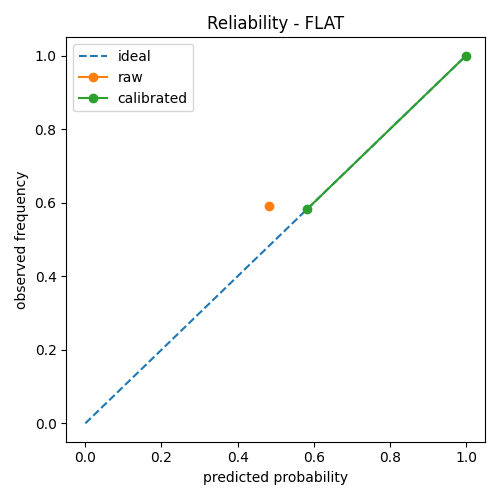 Reliability - FLAT
ideal
raw
calibrated
observed frequency
1.0
0.8
0.6
0.4
0.2
0.0
0.0 0.2 0.4 0.6 0.8 1.0
predicted probability